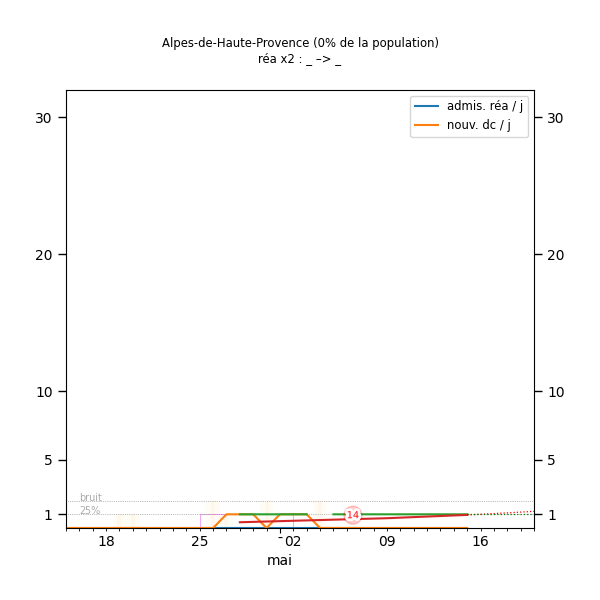 Alpes-de-Haute-Provence (0% de la population)
réa x2 : _ –> _
admis. réa / j
nouv. dc / j
30 30
20 20
10 10
5 5
bruit
25%
14
1 1
18 25 02 09 16
mai